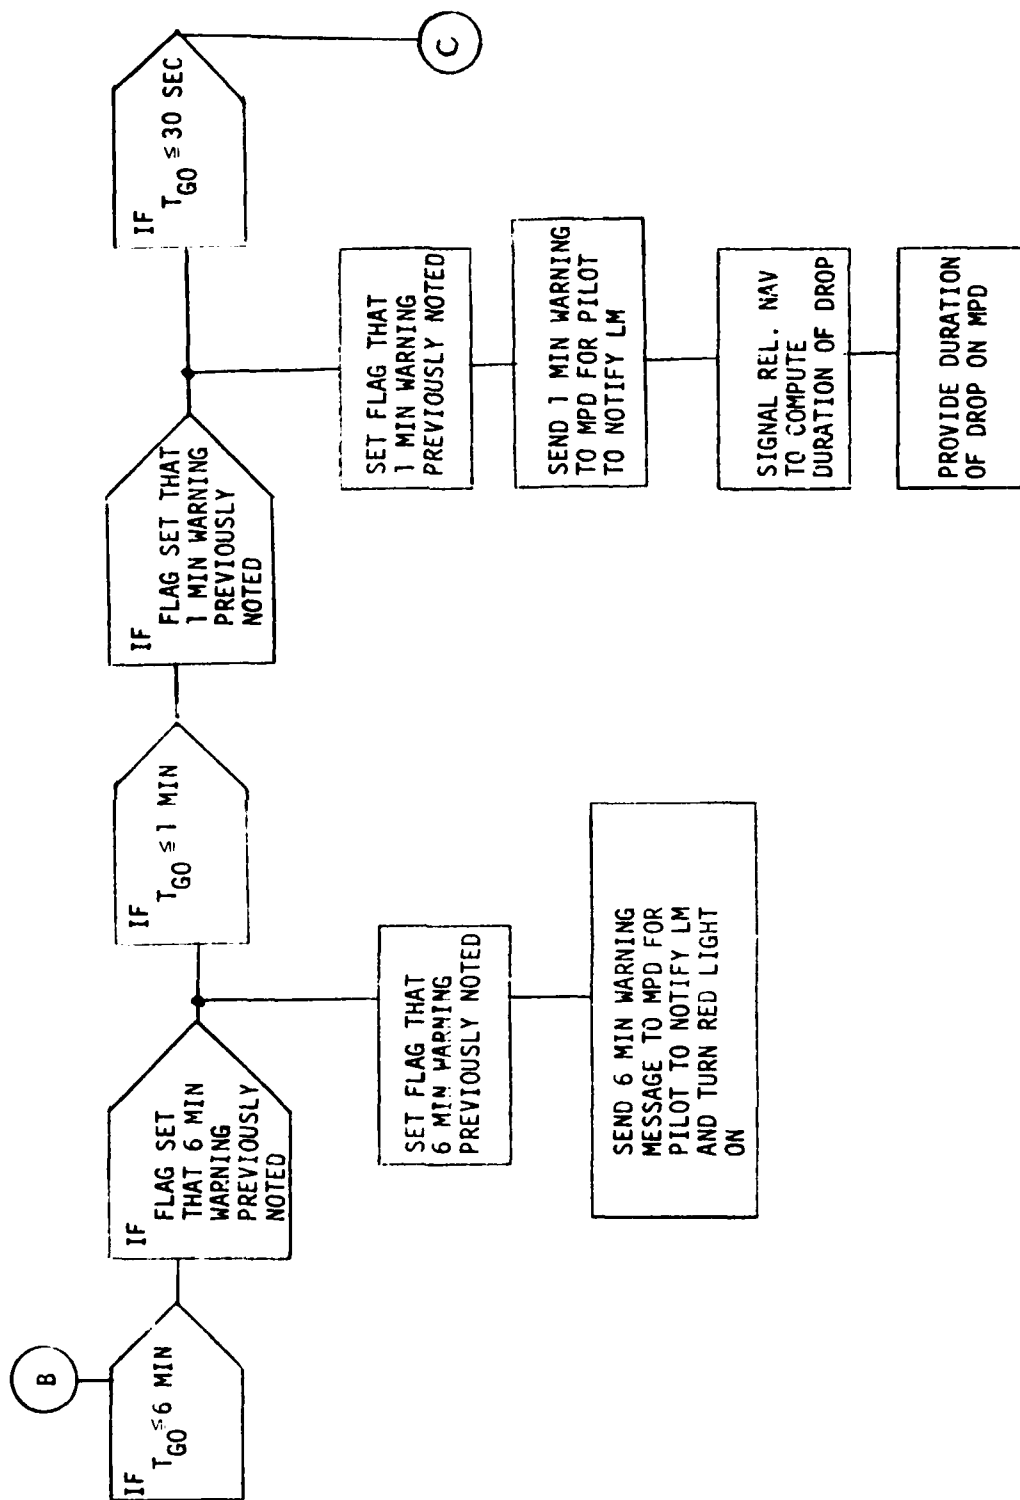 B
IF
T_GO ≤ 6 MIN
IF
FLAG SET
THAT 6 MIN
WARNING
PREVIOUSLY
NOTED
SET FLAG THAT
6 MIN WARNING
PREVIOUSLY NOTED
SEND 6 MIN WARNING
MESSAGE TO MPD FOR
PILOT TO NOTIFY LM
AND TURN RED LIGHT
ON
IF
T_GO ≤ 1 MIN
IF
FLAG SET THAT
1 MIN WARNING
PREVIOUSLY
NOTED
SET FLAG THAT
1 MIN WARNING
PREVIOUSLY NOTED
SEND 1 MIN WARNING
TO MPD FOR PILOT
TO NOTIFY LM
SIGNAL REL. NAV
TO COMPUTE
DURATION OF DROP
PROVIDE DURATION
OF DROP ON MPD
IF
T_GO ≤ 30 SEC
C